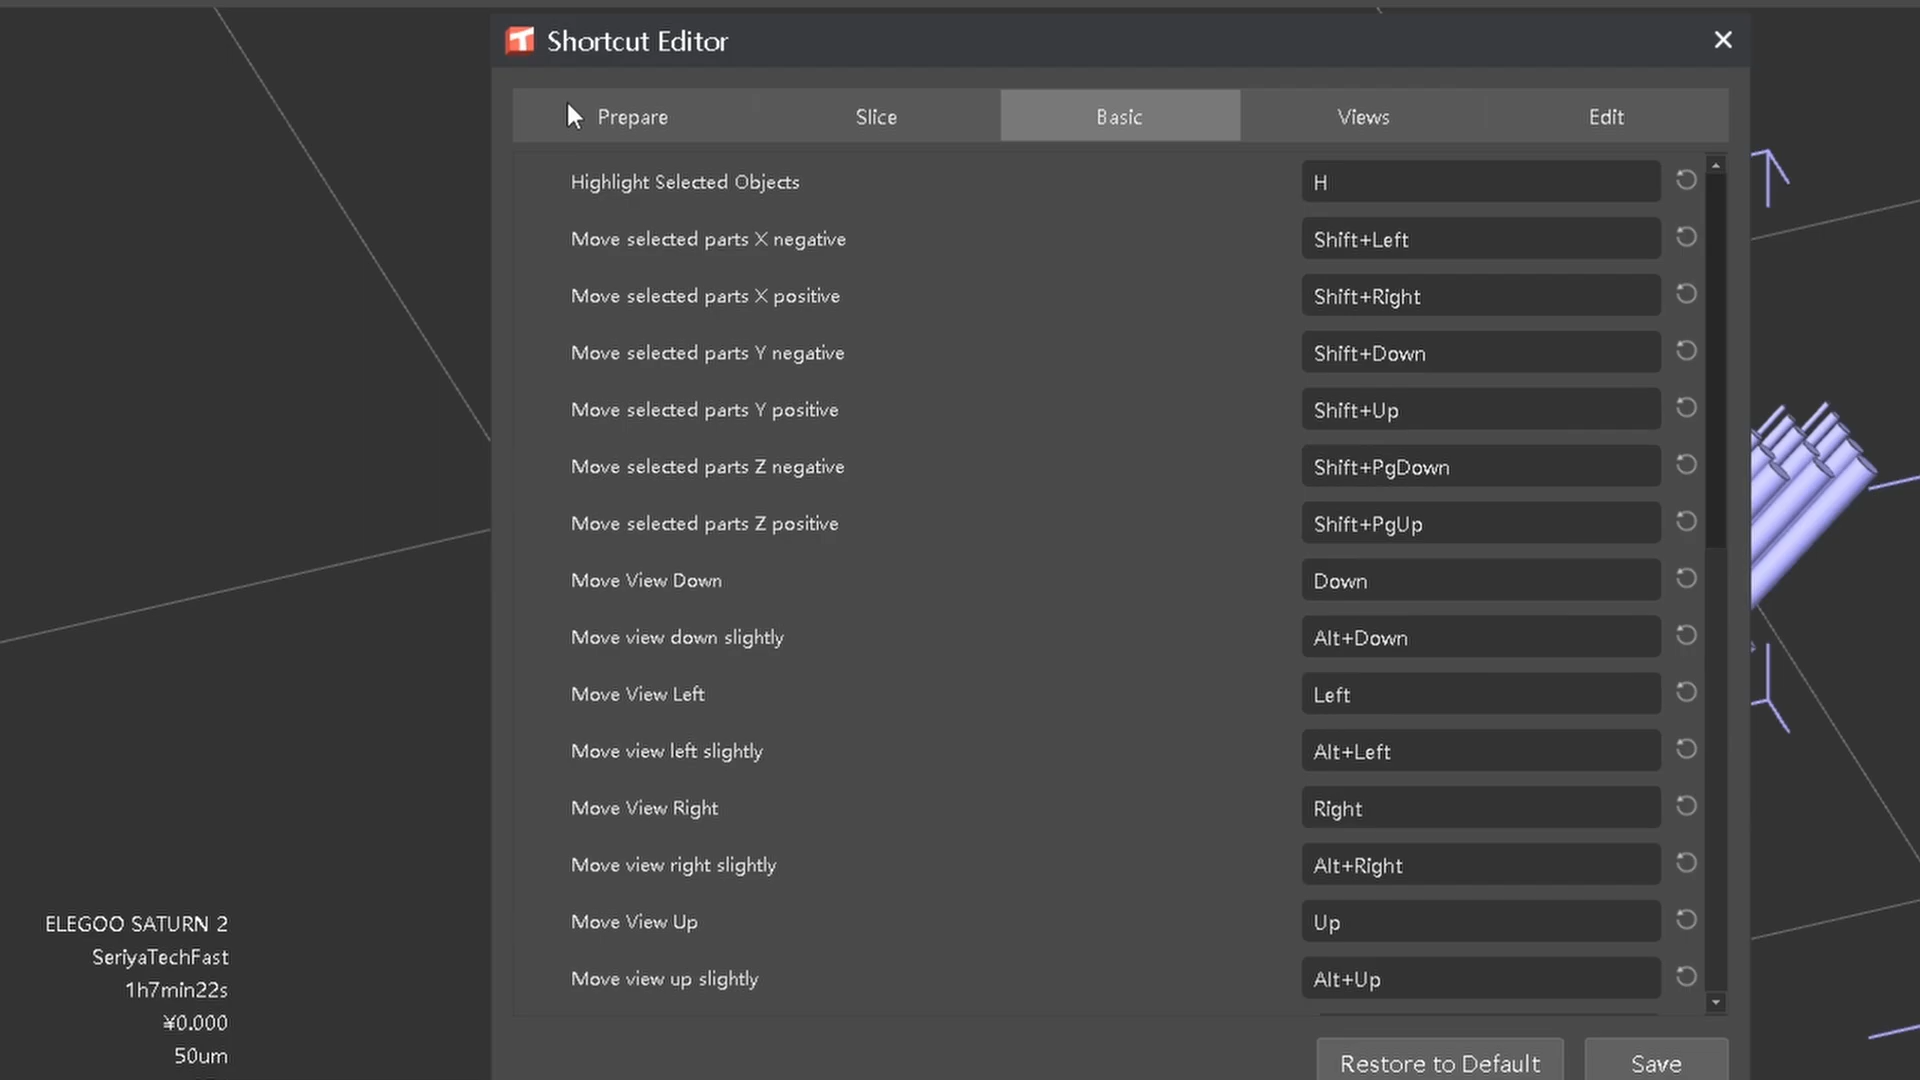 Shortcut Editor
Prepare Slice Basic Views Edit
Highlight Selected Objects H
Move selected parts X negative Shift+Left
Move selected parts X positive Shift+Right
Move selected parts Y negative Shift+Down
Move selected parts Y positive Shift+Up
Move selected parts Z negative Shift+PgDown
Move selected parts Z positive Shift+PgUp
Move View Down Down
Move view down slightly Alt+Down
Move View Left Left
Move view left slightly Alt+Left
Move View Right Right
Move view right slightly Alt+Right
Move View Up Up
Move view up slightly Alt+Up
Restore to Default Save
ELEGOO SATURN 2
SeriyaTechFast
1h7min22s
¥0.000
50um